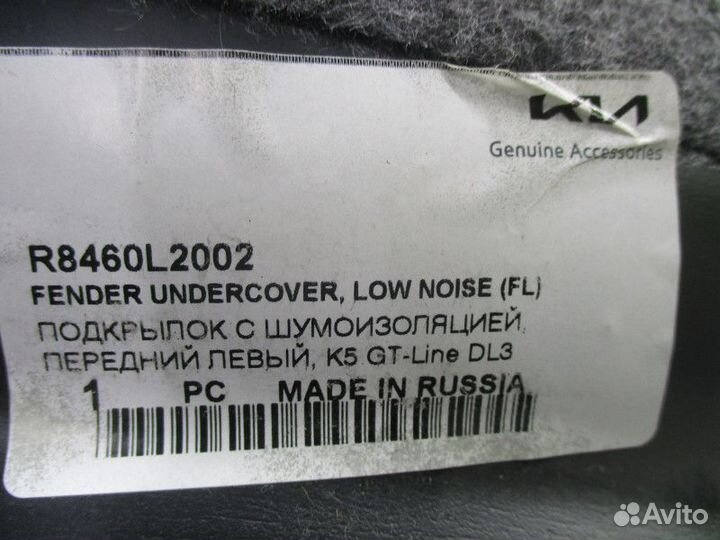 KIA
Genuine Accessories
R8460L2002
FENDER UNDERCOVER, LOW NOISE (FL)
ПОДКРЫЛОК С ШУМОИЗОЛЯЦИЕЙ,
ПЕРЕДНИЙ ЛЕВЫЙ, K5 GT-Line DL3
1 PC MADE IN RUSSIA
Avito